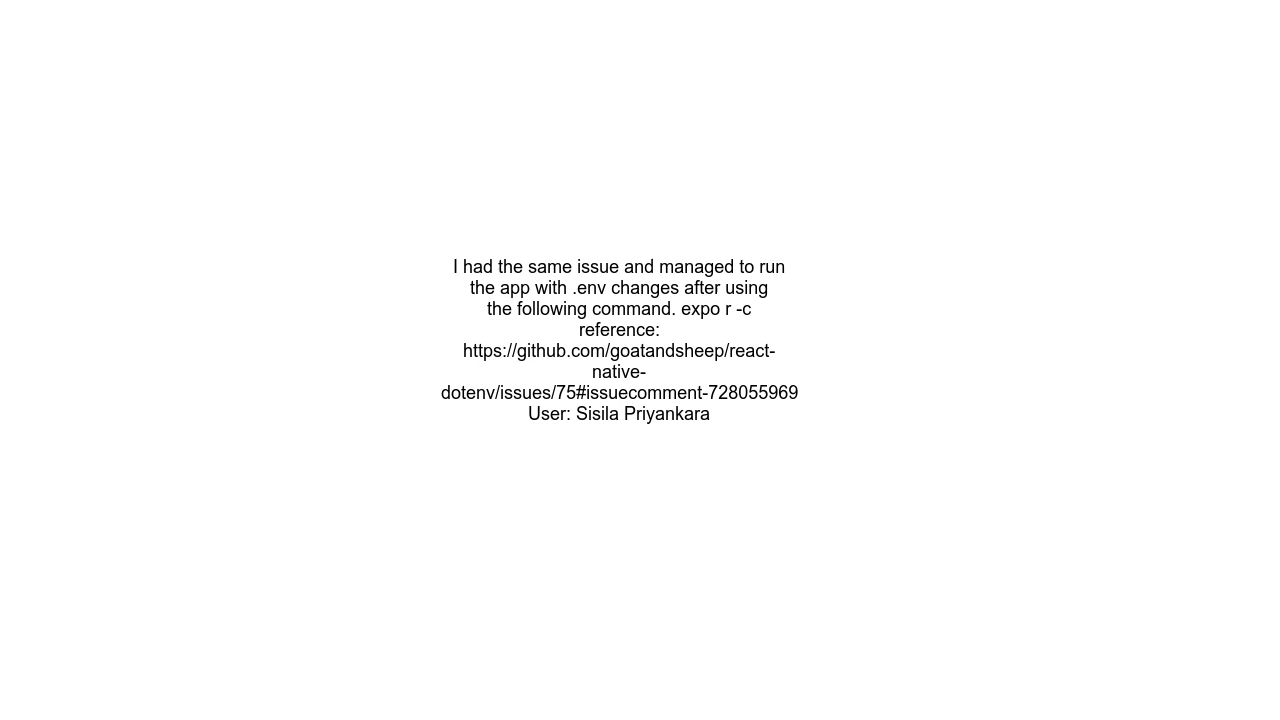 I had the same issue and managed to run
the app with .env changes after using
the following command. expo r -c
reference:
https://github.com/goatandsheep/react-
native-
dotenv/issues/75#issuecomment-728055969
User: Sisila Priyankara